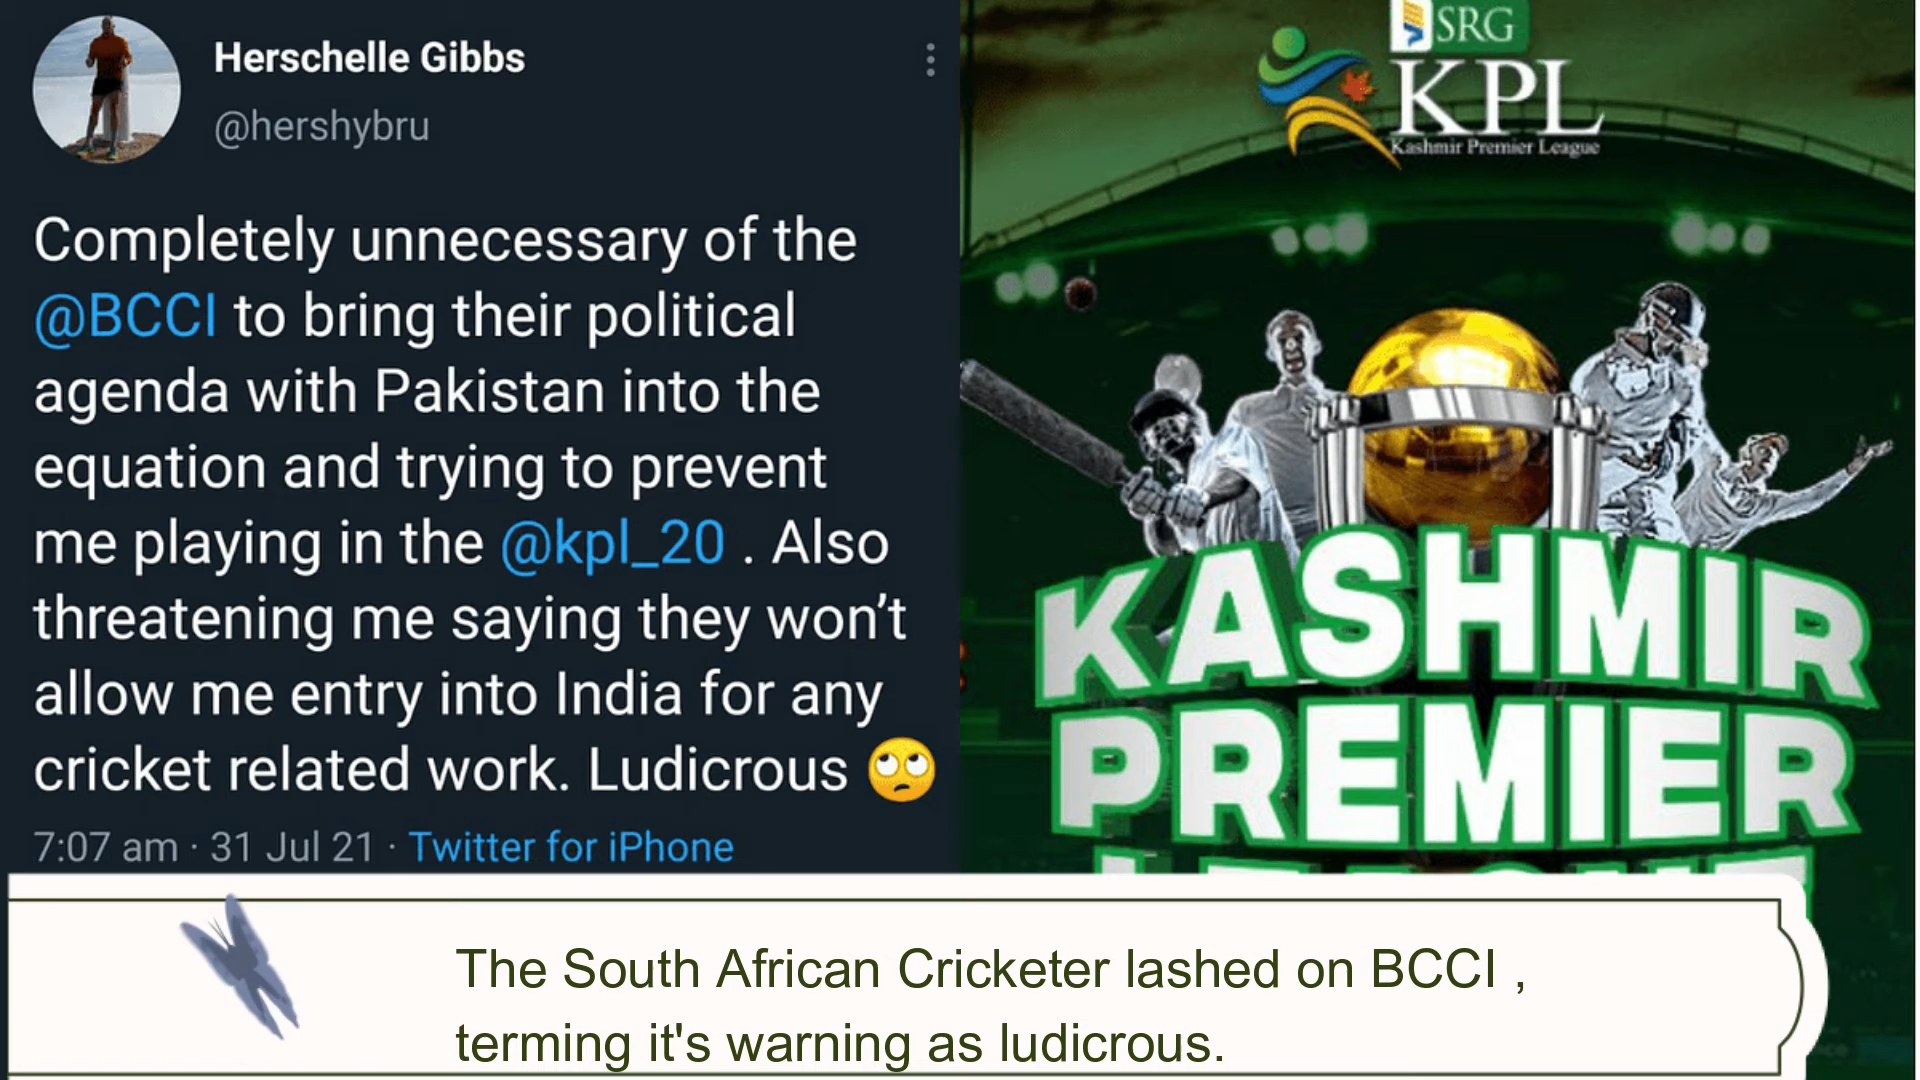 Herschelle Gibbs
@hershybru
Completely unnecessary of the
@BCCI to bring their political
agenda with Pakistan into the
equation and trying to prevent
me playing in the @kpl_20 . Also
threatening me saying they won’t
allow me entry into India for any
cricket related work. Ludicrous 🙄
7:07 am · 31 Jul 21 · Twitter for iPhone
SRG
KPL
Kashmir Premier League
KASHMIR
PREMIER
The South African Cricketer lashed on BCCI ,
terming it's warning as ludicrous.